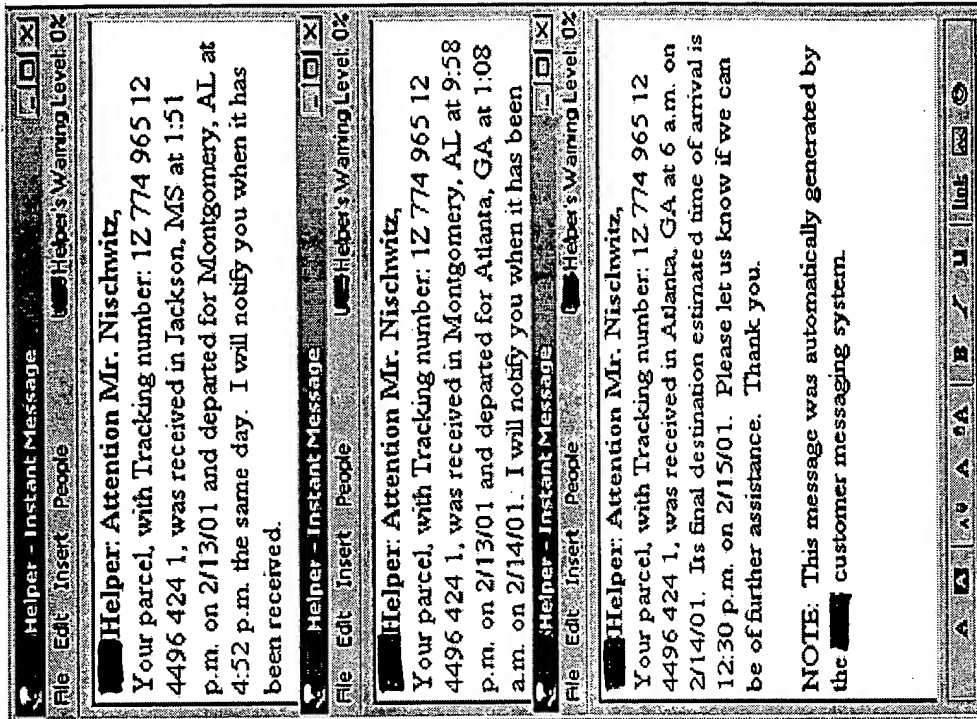 Helper - Instant Message
File Edit Insert People Helper's Warning Level: 0%
Helper: Attention Mr. Nischwitz,
Your parcel, with Tracking number: 1Z 774 965 12
4496 424 1, was received in Jackson, MS at 1:51
p.m. on 2/13/01 and departed for Montgomery, AL at
4:52 p.m. the same day. I will notify you when it has
been received.
Helper - Instant Message
File Edit Insert People Helper's Warning Level: 0%
Helper: Attention Mr. Nischwitz,
Your parcel, with Tracking number: 1Z 774 965 12
4496 424 1, was received in Montgomery, AL at 9:58
p.m. on 2/13/01 and departed for Atlanta, GA at 1:08
a.m. on 2/14/01. I will notify you when it has been
Helper - Instant Message
File Edit Insert People Helper's Warning Level: 0%
Helper: Attention Mr. Nischwitz,
Your parcel, with Tracking number: 1Z 774 965 12
4496 424 1, was received in Atlanta, GA at 6 a.m. on
2/14/01. Its final destination estimate time of arrival is
12:30 p.m. on 2/15/01. Please let us know if we can
be of further assistance. Thank you.
NOTE: This message was automatically generated by
the customer messaging system.
A A A A A B I U link